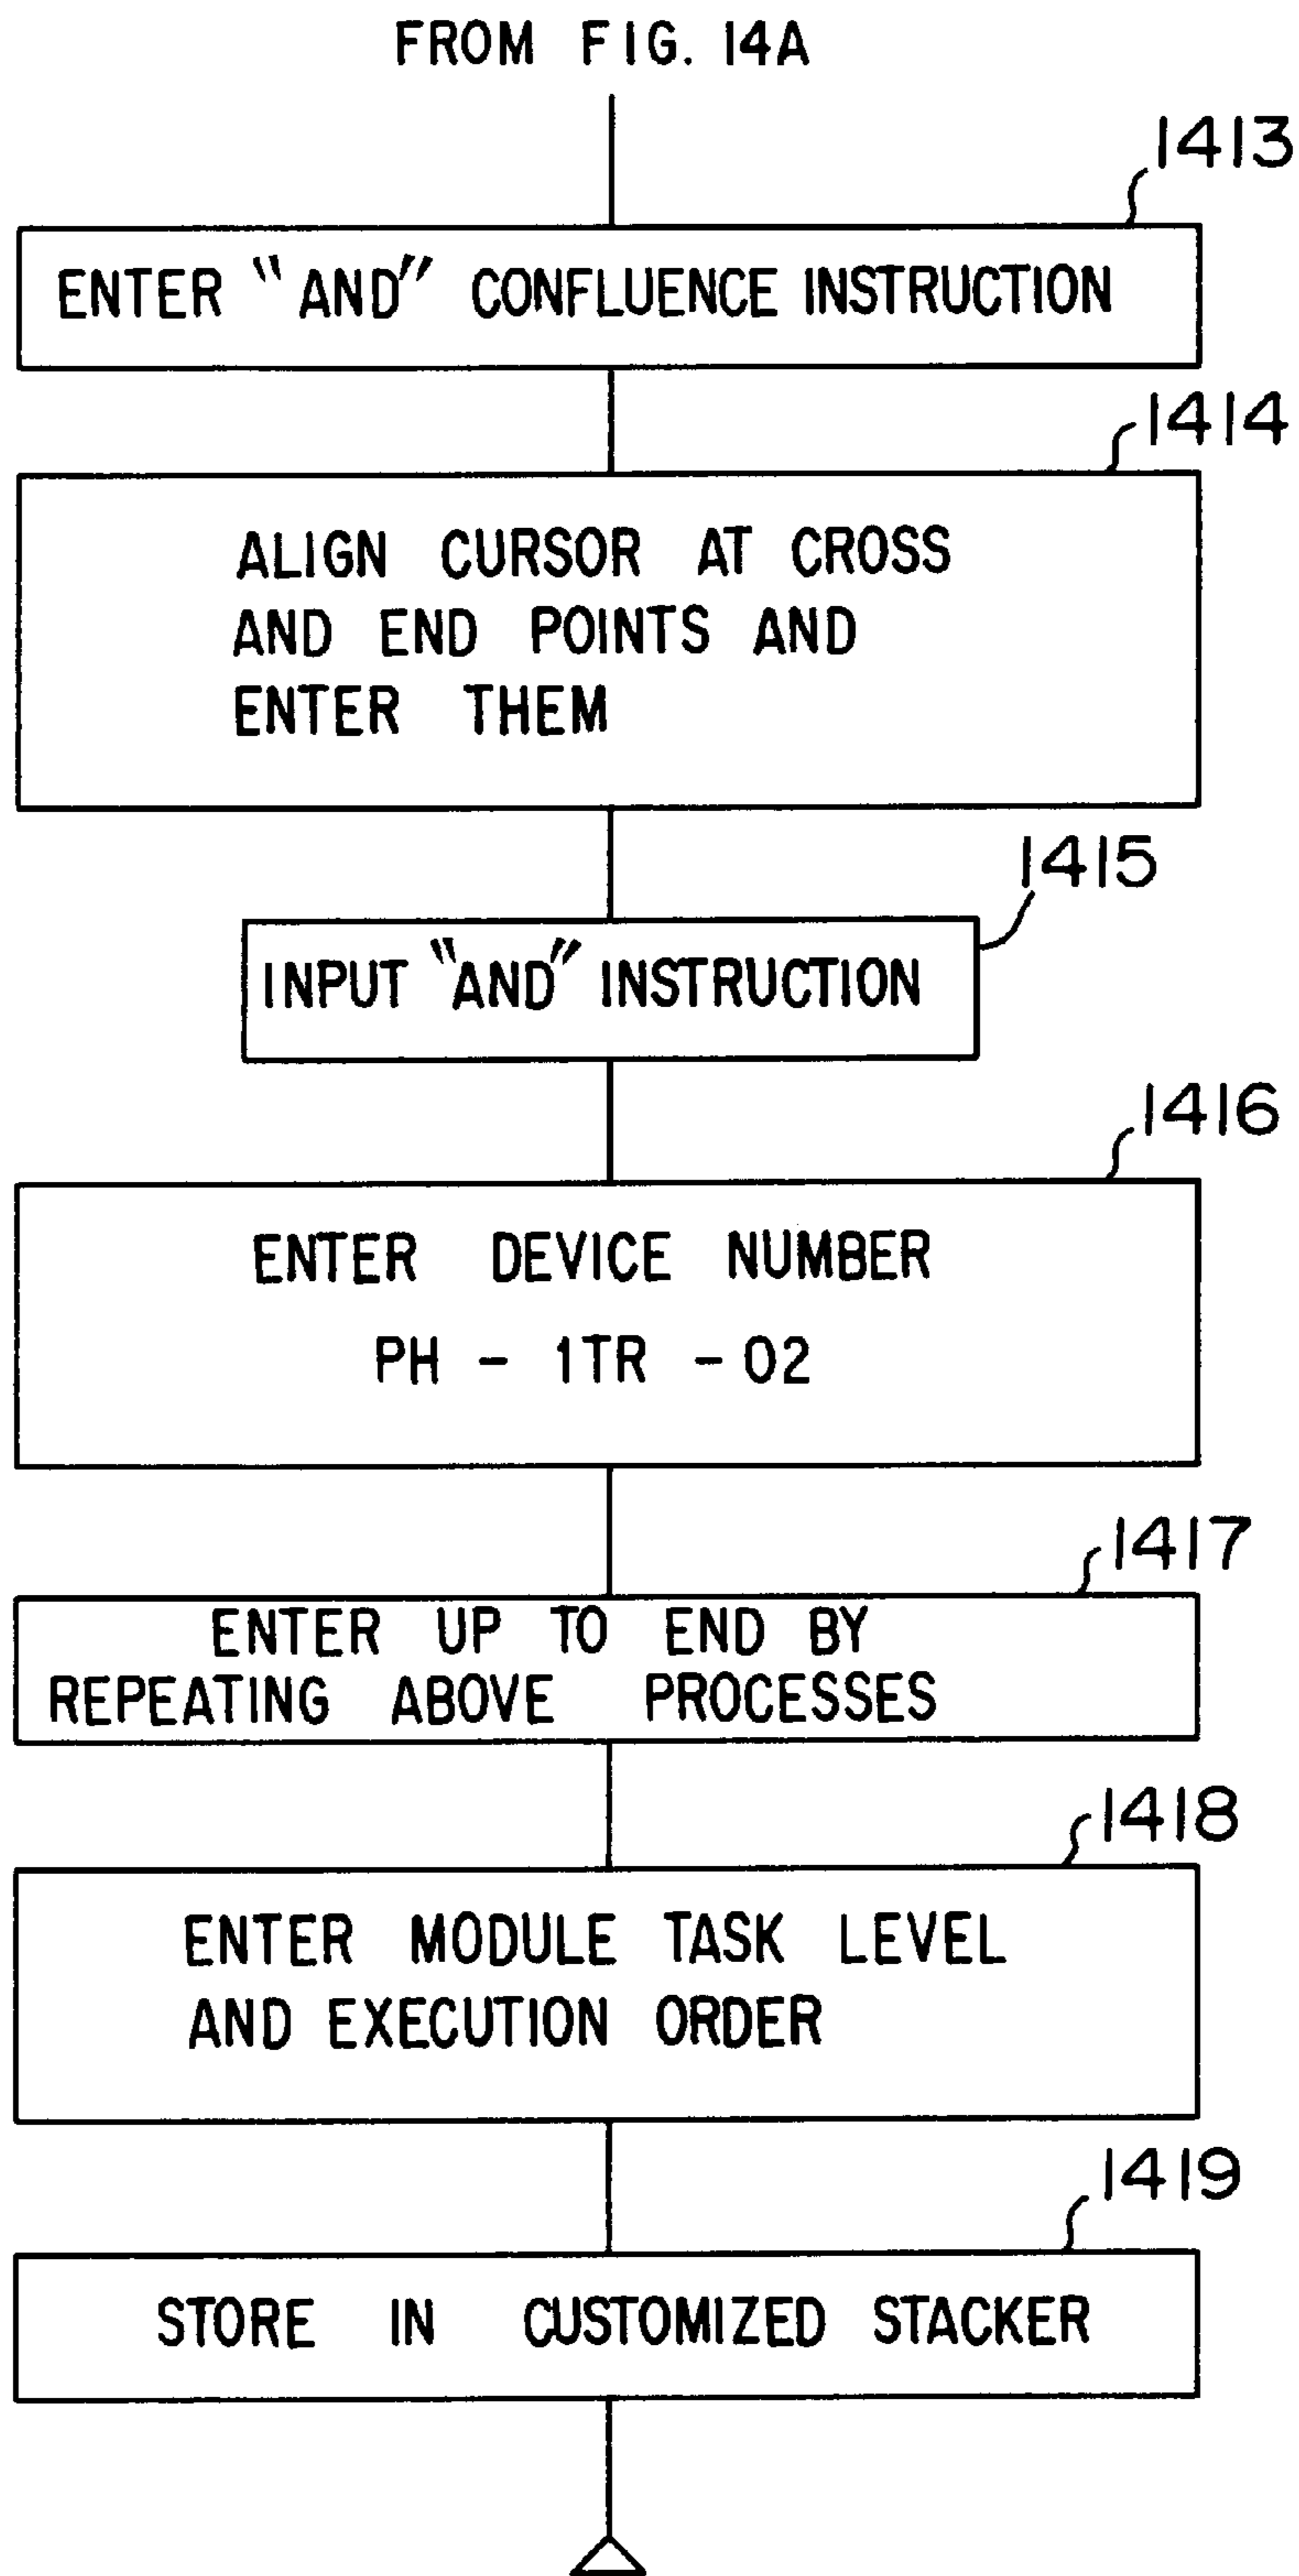 FROM FIG. 14A
1413
ENTER "AND" CONFLUENCE INSTRUCTION
1414
ALIGN CURSOR AT CROSS
AND END POINTS AND
ENTER THEM
1415
INPUT "AND" INSTRUCTION
1416
ENTER DEVICE NUMBER
PH - 1TR - 02
1417
ENTER UP TO END BY
REPEATING ABOVE PROCESSES
1418
ENTER MODULE TASK LEVEL
AND EXECUTION ORDER
1419
STORE IN CUSTOMIZED STACKER